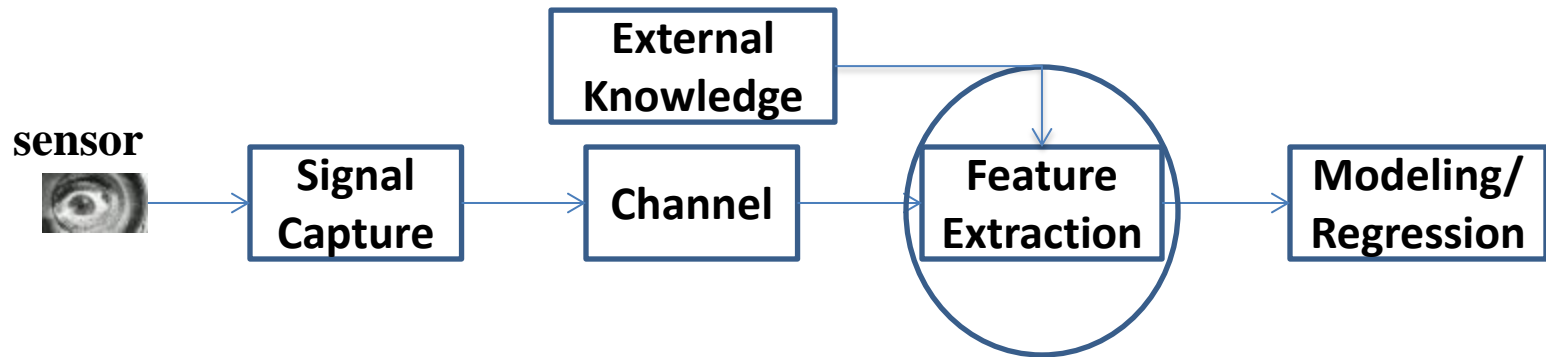 External
Knowledge
sensor
Signal
Capture
Channel
Feature
Extraction
Modeling/
Regression